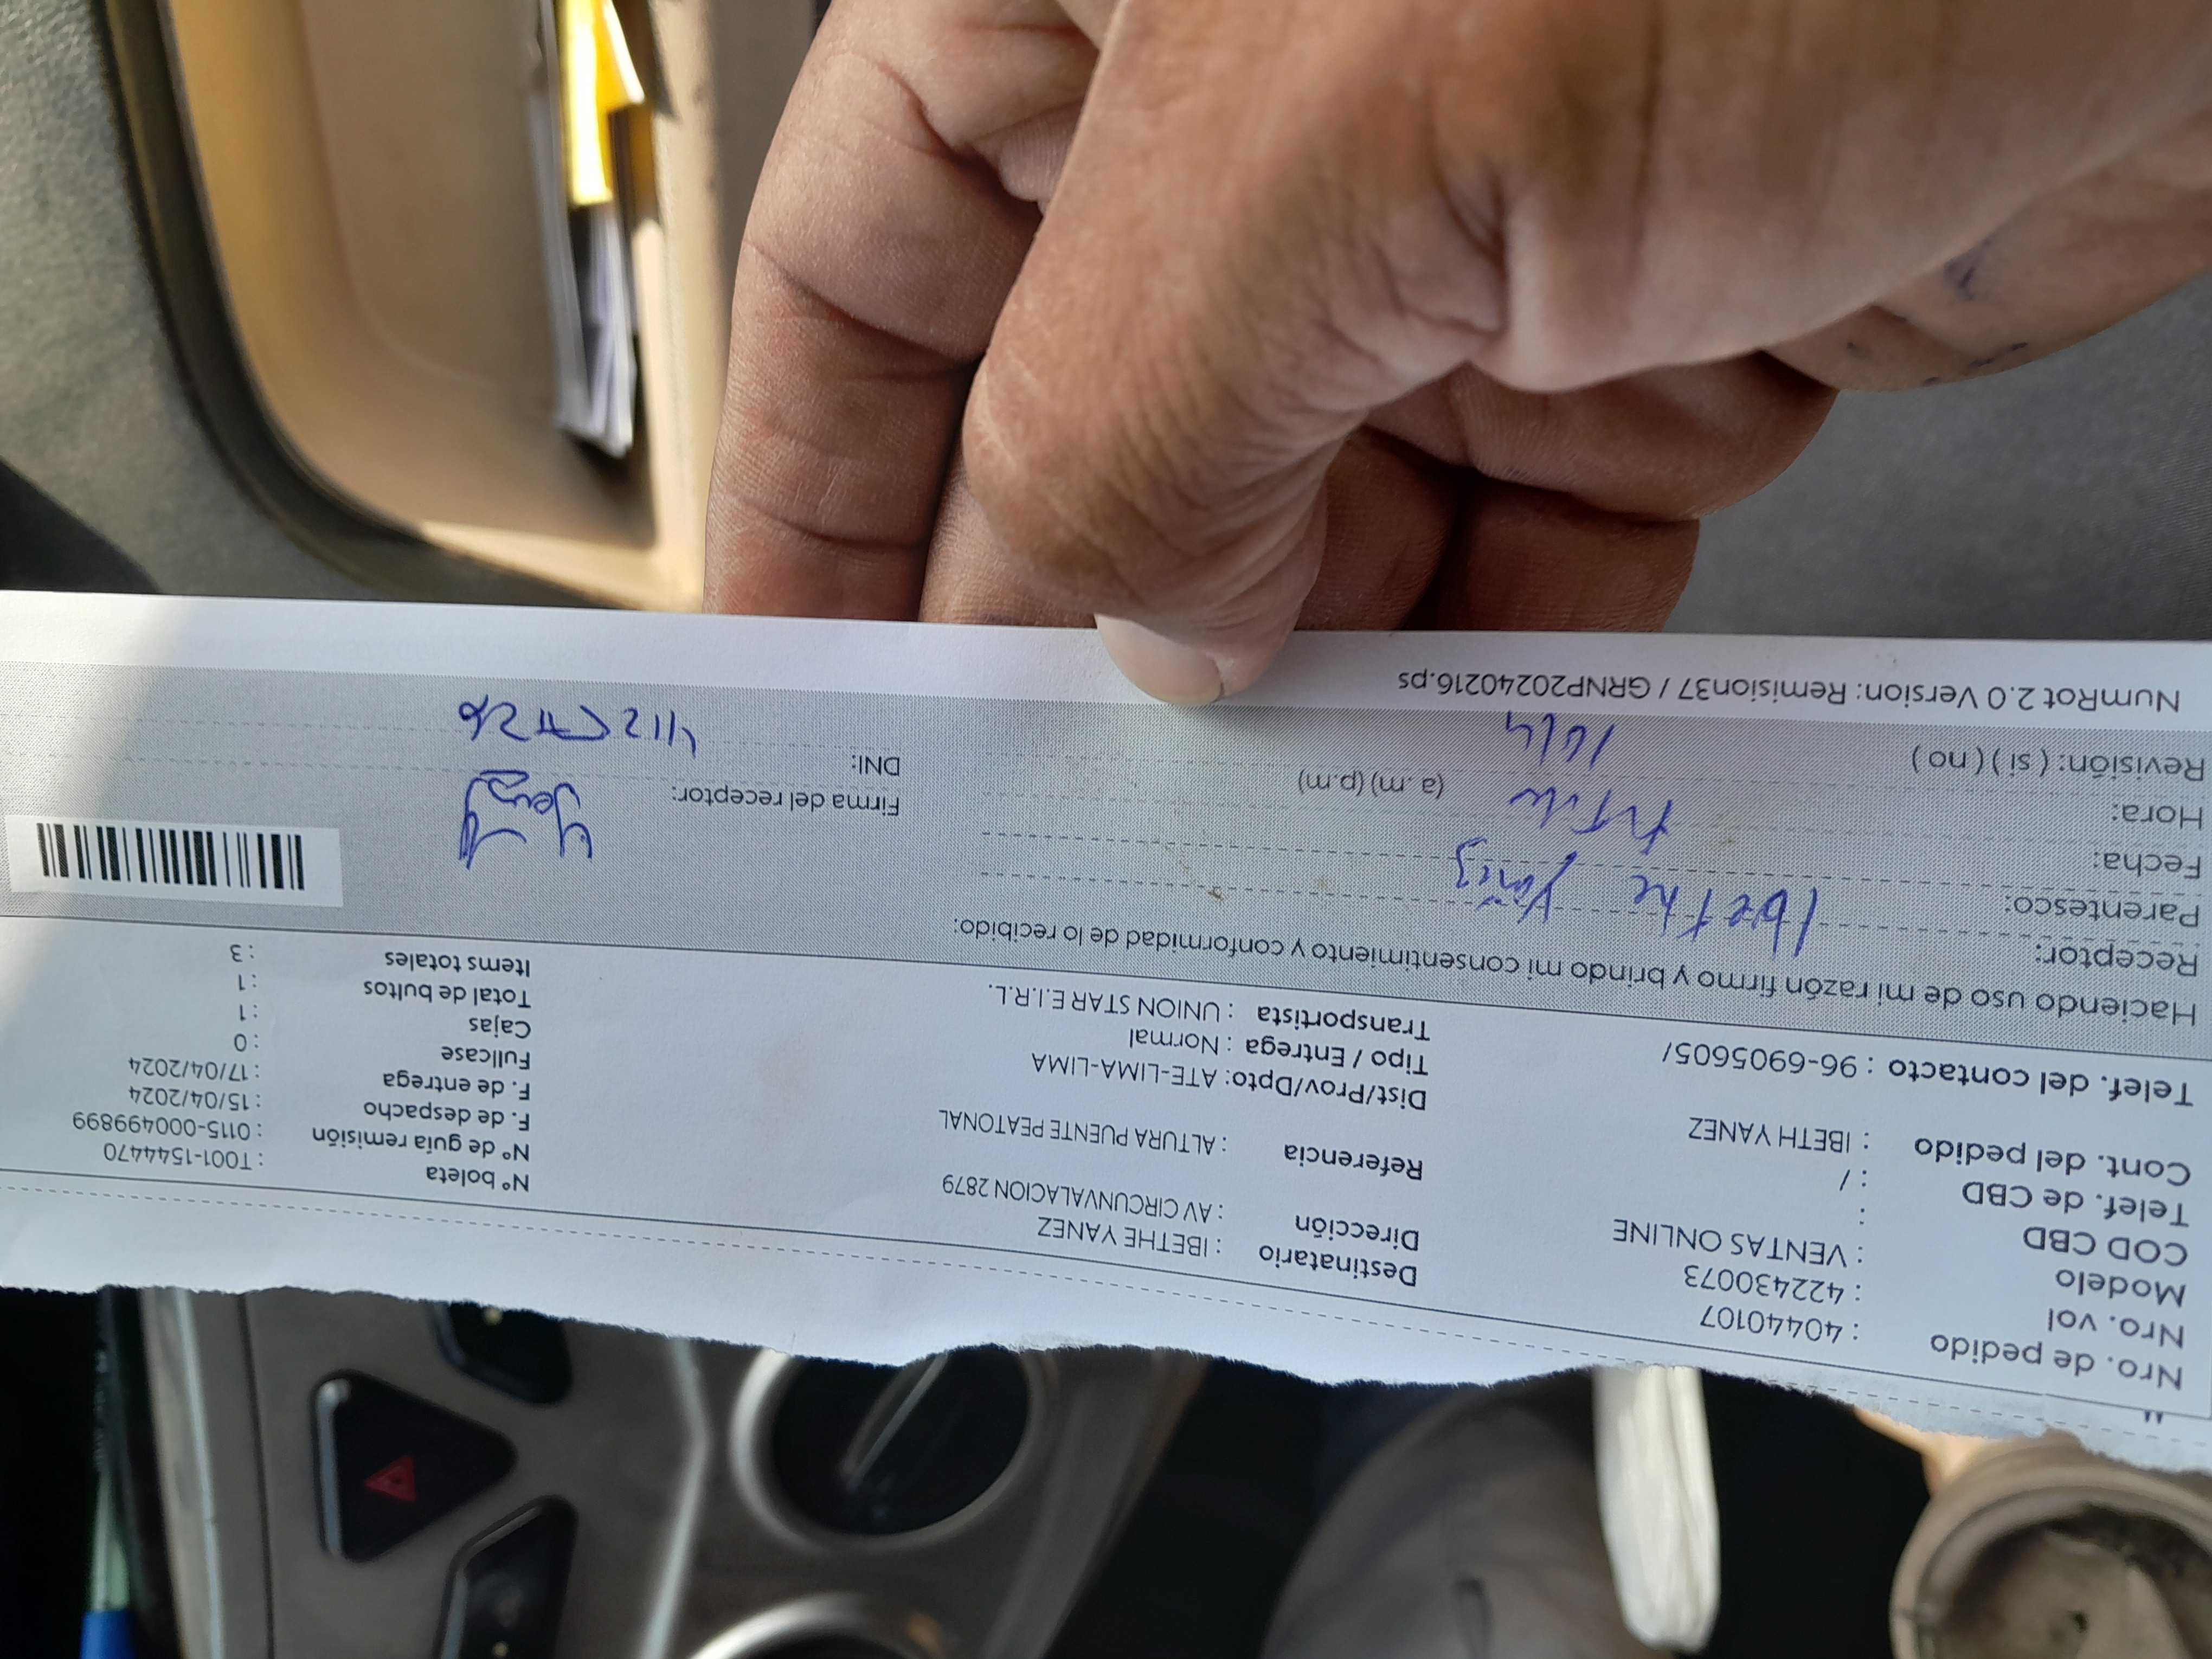 Nro. de pedido : 40440107
Nro. vol : 422430073
Modelo : VENTAS ONLINE
COD CBD :
Telef. de CBD : /
Cont. del pedido : IBETH YANEZ
Telef. del contacto : 96-6905605/
Destinatario : IBETHE YANEZ
Dirección : AV CIRCUNVALACION 2879
Referencia : ALTURA PUENTE PEATONAL
Dist/Prov/Dpto: ATE-LIMA-LIMA
Tipo / Entrega : Normal
Transportista : UNION STAR E.I.R.L.
Nº boleta : T001-1544470
Nº de guía remisión : 0115-000499899
F. de despacho : 15/04/2024
F. de entrega : 17/04/2024
Fullcase : 0
Cajas : 1
Total de bultos : 1
Items totales : 3
Haciendo uso de mi razón firmo y brindo mi consentimiento y conformidad de lo recibido:
Receptor: Ibethe Yañez
Parentesco:
Fecha:
Hora: (a.m) (p.m)
Revisión: ( si ) ( no )
Firma del receptor:
DNI:
NumRot 2.0 Version: Remision37 / GRNP20240216.ps